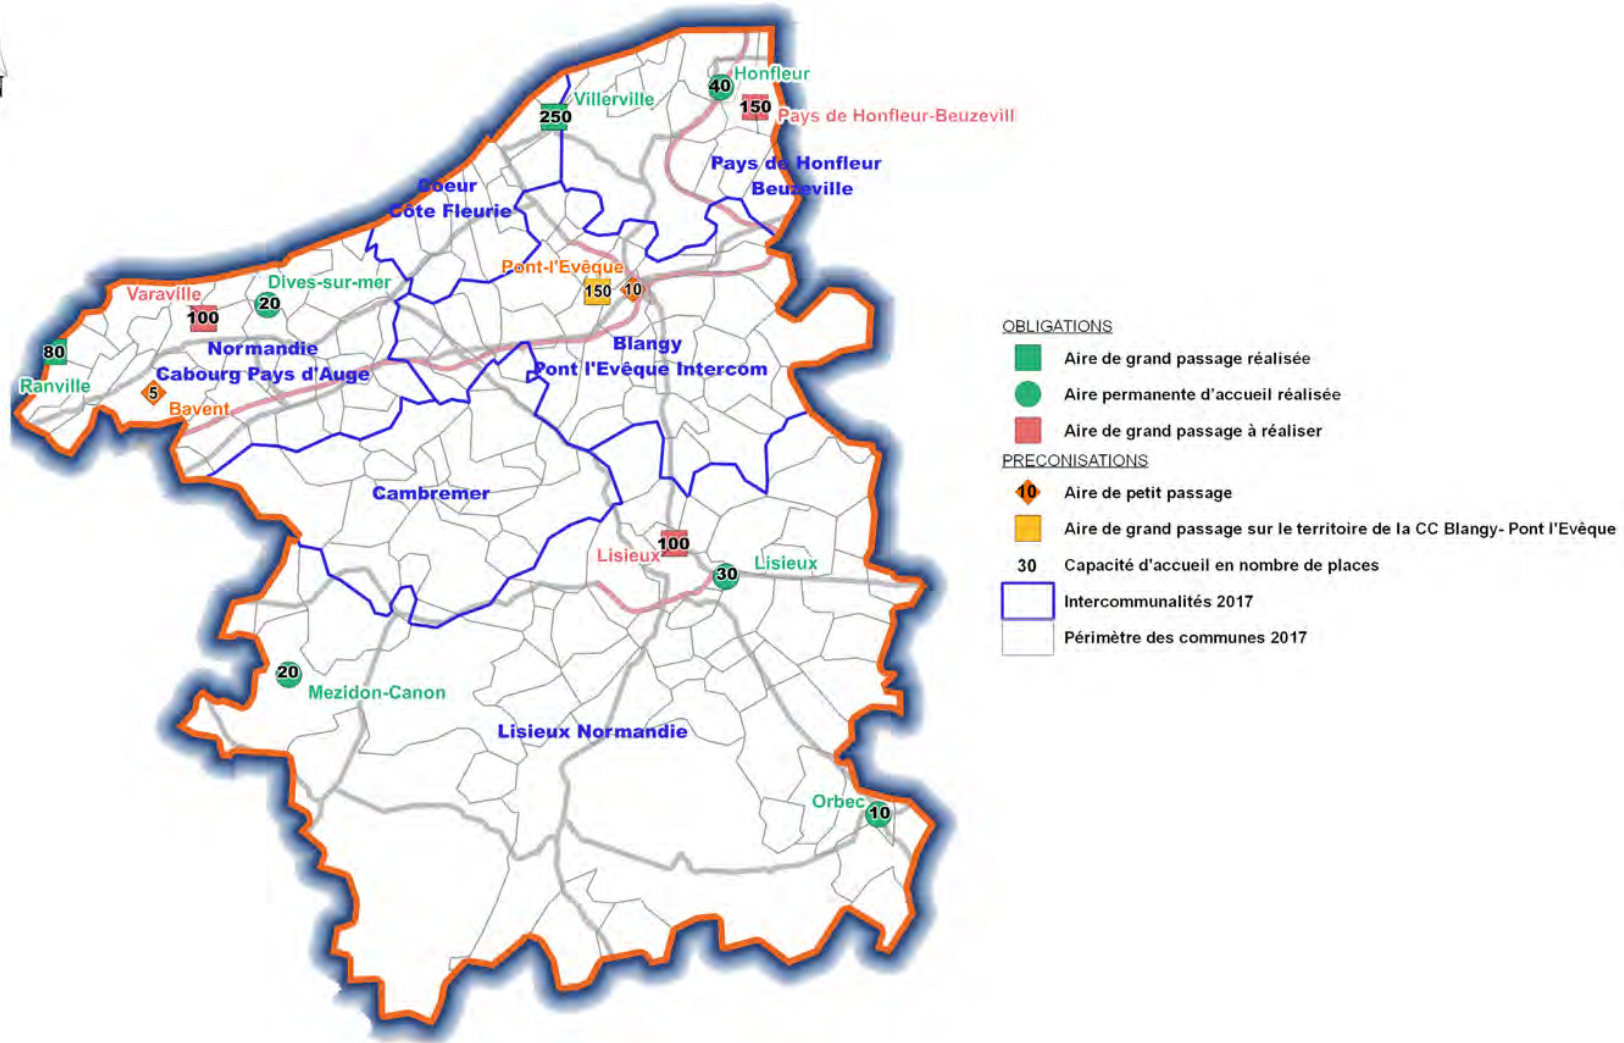 N
Honfleur
40
Villerville
250
150
Pays de Honfleur-Beuzevill
Pays de Honfleur
Beuzeville
Coeur
Côte Fleurie
Pont-l'Evêque
150
10
Dives-sur-mer
20
Varaville
100
80
Ranville
Normandie
Cabourg Pays d'Auge
5
Bavent
Blangy
Pont l'Evêque Intercom
Cambremer
100
Lisieux
30
Lisieux
20
Mezidon-Canon
Lisieux Normandie
Orbec
10
OBLIGATIONS
Aire de grand passage réalisée
Aire permanente d'accueil réalisée
Aire de grand passage à réaliser
PRECONISATIONS
10 Aire de petit passage
Aire de grand passage sur le territoire de la CC Blangy- Pont l'Evêque
30 Capacité d'accueil en nombre de places
Intercommunalités 2017
Périmètre des communes 2017